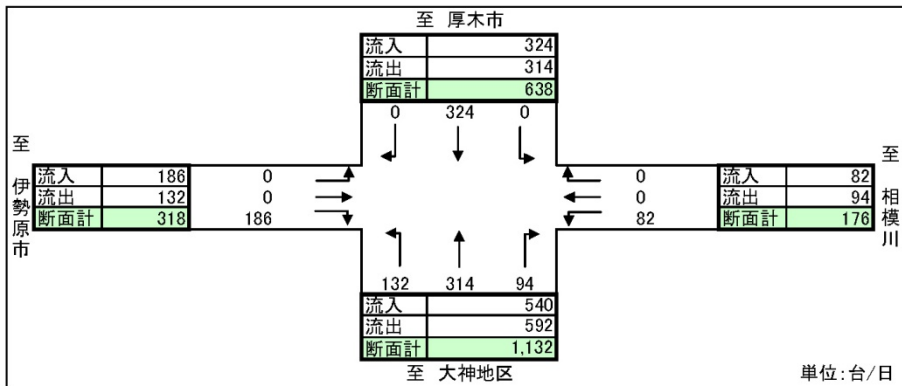 至 厚木市
流入 324
流出 314
断面計 638
0 324 0
至 伊勢原市
流入 186
流出 132
断面計 318
0
0
186
0
0
82
流入 82
流出 94
断面計 176
至 相模川
132 314 94
流入 540
流出 592
断面計 1,132
至 大神地区
単位:台/日